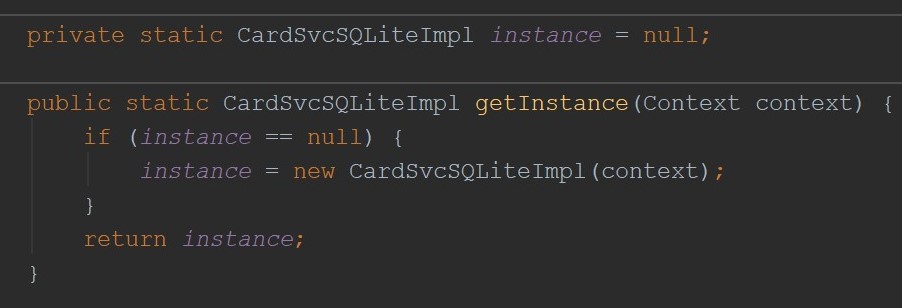 private static CardSvcSQLiteImpl instance = null;
public static CardSvcSQLiteImpl getInstance(Context context) {
if (instance == null) {
instance = new CardSvcSQLiteImpl(context);
}
return instance;
}